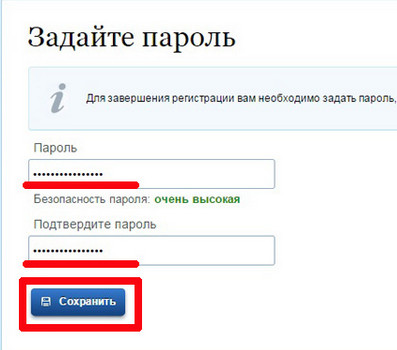 Задайте пароль
i
Для завершения регистрации вам необходимо задать пароль,
Пароль
••••••••••••••••
Безопасность пароля: очень высокая
Подтвердите пароль
••••••••••••••••
Сохранить